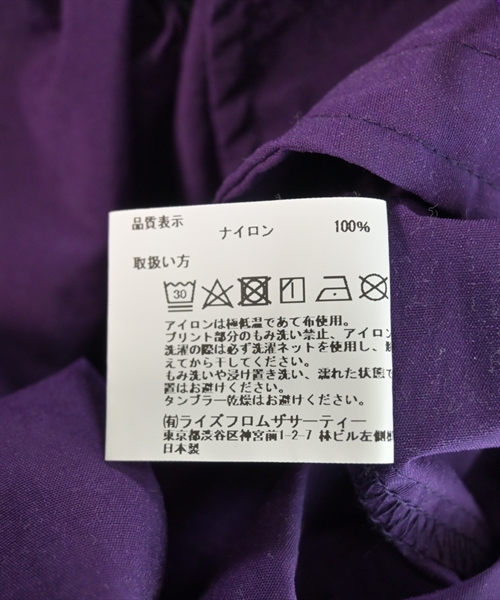 品質表示
ナイロン 100%
取扱い方
30
アイロンは極低温であて布使用。
プリント部分のもみ洗い禁止、アイロン
洗濯の際は必ず洗濯ネットを使用し、
えてから干してください。
もみ洗いや浸け置き洗い、濡れた状態で
置はお避けください。
タンブラー乾燥はお避けください。
(有)ライズフロムザサーティー
東京都渋谷区神宮前1-2-7 林ビル左側
日本製